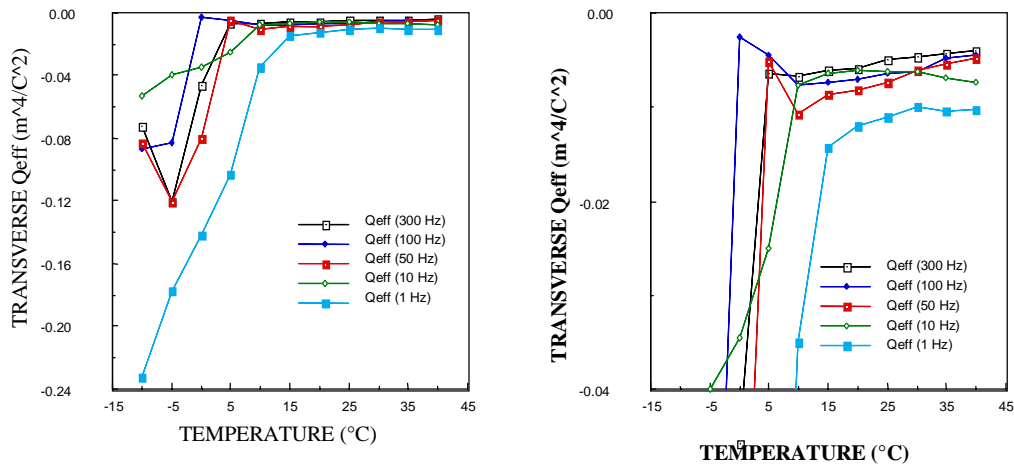 TRANSVERSE Qeff (m^4/C^2)
0.00
-0.04
-0.08
-0.12
-0.16
-0.20
-0.24
Qeff (300 Hz)
Qeff (100 Hz)
Qeff (50 Hz)
Qeff (10 Hz)
Qeff (1 Hz)
-15 -5 5 15 25 35 45
TEMPERATURE (°C)
TRANSVERSE Qeff (m^4/C^2)
0.00
-0.02
-0.04
Qeff (300 Hz)
Qeff (100 Hz)
Qeff (50 Hz)
Qeff (10 Hz)
Qeff (1 Hz)
-15 -5 5 15 25 35 45
TEMPERATURE (°C)